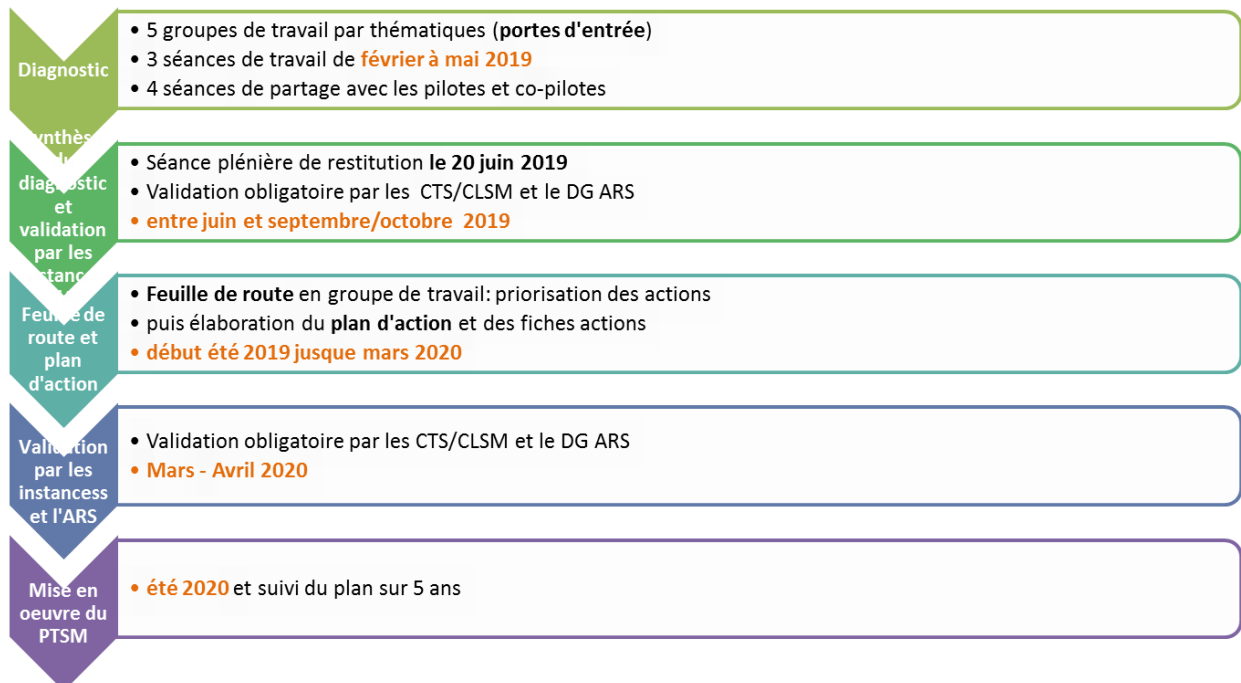 Diagnostic
• 5 groupes de travail par thématiques (portes d'entrée)
• 3 séances de travail de février à mai 2019
• 4 séances de partage avec les pilotes et co-pilotes
diagnostic
et
validation
par les
• Séance plénière de restitution le 20 juin 2019
• Validation obligatoire par les CTS/CLSM et le DG ARS
• entre juin et septembre/octobre 2019
Feuille de
route et
plan
d'action
• Feuille de route en groupe de travail: priorisation des actions
• puis élaboration du plan d'action et des fiches actions
• début été 2019 jusque mars 2020
Validation
par les
instancess
et l'ARS
• Validation obligatoire par les CTS/CLSM et le DG ARS
• Mars - Avril 2020
Mise en
oeuvre du
PTSM
• été 2020 et suivi du plan sur 5 ans